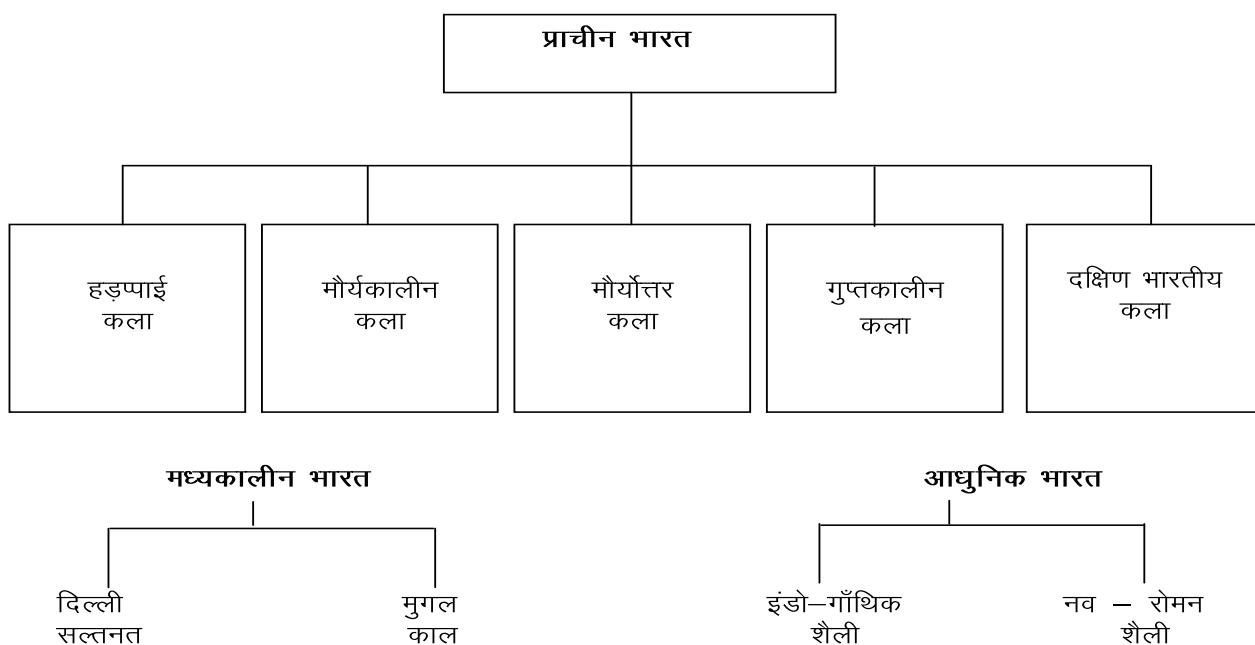 प्राचीन भारत
हड़प्पाई
कला
मौर्यकालीन
कला
मौर्योत्तर
कला
गुप्तकालीन
कला
दक्षिण भारतीय
कला
मध्यकालीन भारत
दिल्ली
सल्तनत
मुगल
काल
आधुनिक भारत
इंडो–गाँथिक
शैली
नव – रोमन
शैली